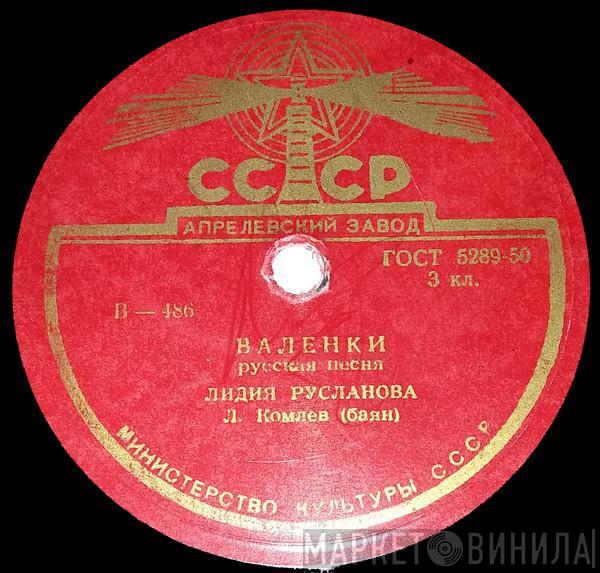 СССР
АПРЕЛЕВСКИЙ ЗАВОД
ГОСТ 5289-50
3 кл.
В — 486
ВАЛЕНКИ
русская песня
ЛИДИЯ РУСЛАНОВА
Л. Комлев (баян)
МИНИСТЕРСТВО КУЛЬТУРЫ СССР
МАРКЕТ ВИНИЛА